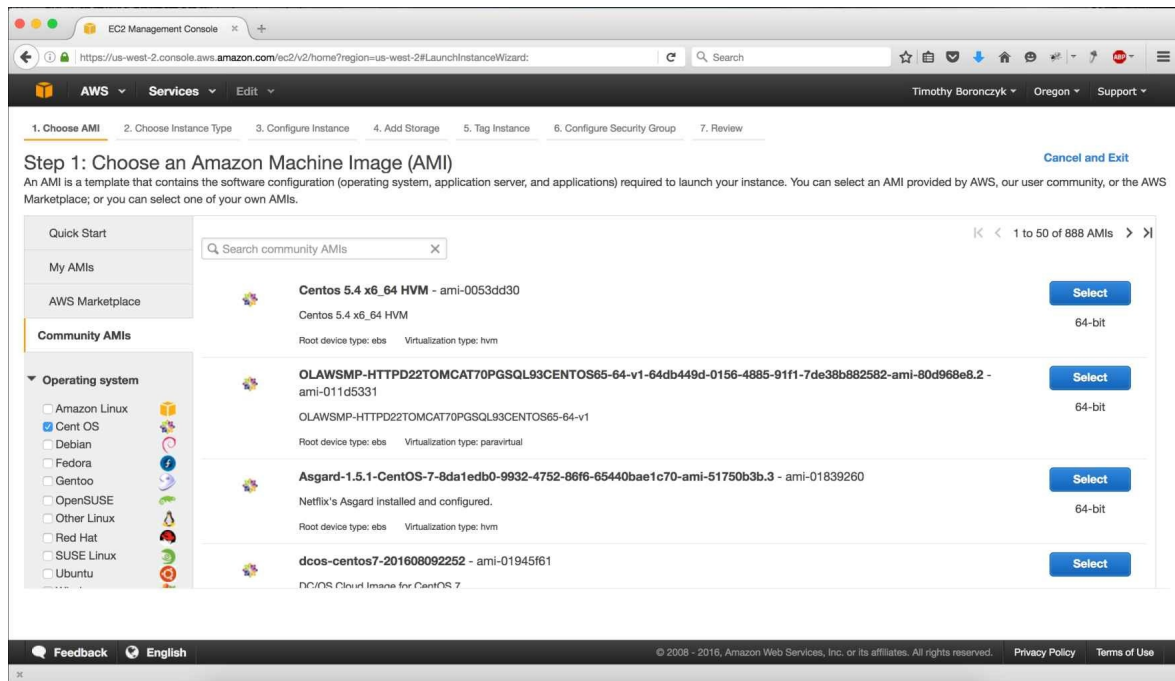 EC2 Management Console
https://us-west-2.console.aws.amazon.com/ec2/v2/home?region=us-west-2#LaunchInstanceWizard:
Search
ABP
AWS Services Edit Timothy Boronczyk Oregon Support
1. Choose AMI 2. Choose Instance Type 3. Configure Instance 4. Add Storage 5. Tag Instance 6. Configure Security Group 7. Review
Step 1: Choose an Amazon Machine Image (AMI)
Cancel and Exit
An AMI is a template that contains the software configuration (operating system, application server, and applications) required to launch your instance. You can select an AMI provided by AWS, our user community, or the AWS
Marketplace; or you can select one of your own AMIs.
Quick Start
My AMIs
AWS Marketplace
Community AMIs
Operating system
Amazon Linux
Cent OS
Debian
Fedora
Gentoo
OpenSUSE
Other Linux
Red Hat
SUSE Linux
Ubuntu
Search community AMIs
1 to 50 of 888 AMIs
Centos 5.4 x6_64 HVM - ami-0053dd30
Centos 5.4 x6_64 HVM
Root device type: ebs Virtualization type: hvm
Select
64-bit
OLAWSMP-HTTPD22TOMCAT70PGSQL93CENTOS65-64-v1-64db449d-0156-4885-91f1-7de38b882582-ami-80d968e8.2 -
ami-011d5331
OLAWSMP-HTTPD22TOMCAT70PGSQL93CENTOS65-64-v1
Root device type: ebs Virtualization type: paravirtual
Select
64-bit
Asgard-1.5.1-CentOS-7-8da1edb0-9932-4752-86f6-65440bae1c70-ami-51750b3b.3 - ami-01839260
Netflix's Asgard installed and configured.
Root device type: ebs Virtualization type: hvm
Select
64-bit
dcos-centos7-201608092252 - ami-01945f61
DC/OS Cloud Image for CentOS 7
Select
Feedback English © 2008 - 2016, Amazon Web Services, Inc. or its affiliates. All rights reserved. Privacy Policy Terms of Use